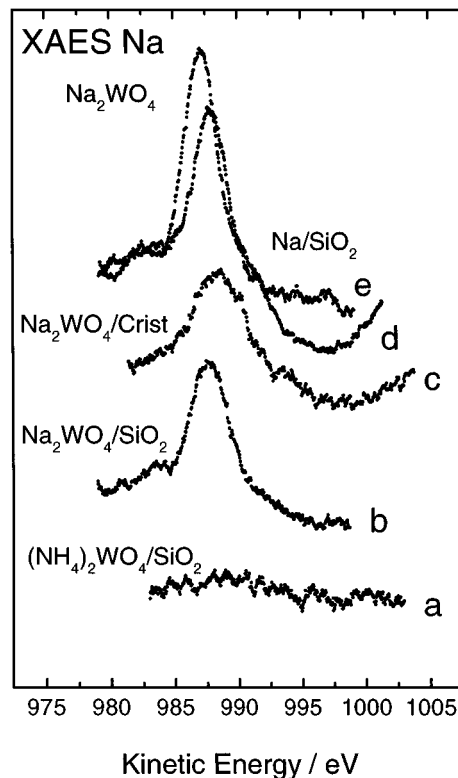 XAES Na
Na₂WO₄
Na/SiO₂
e
Na₂WO₄/Crist
d
c
Na₂WO₄/SiO₂
b
(NH₄)₂WO₄/SiO₂
a
975 980 985 990 995 1000 1005
Kinetic Energy / eV